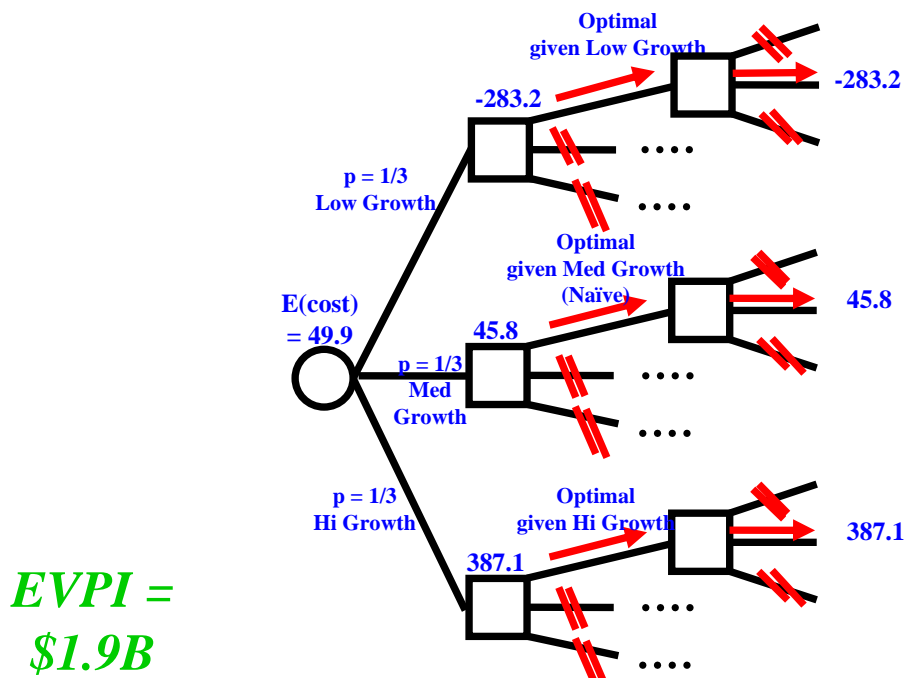 Optimal
given Low Growth
-283.2
-283.2
p = 1/3
Low Growth
Optimal
given Med Growth
(Naïve)
E(cost)
= 49.9
45.8
45.8
p = 1/3
Med
Growth
p = 1/3
Hi Growth
Optimal
given Hi Growth
387.1
387.1
EVPI =
$1.9B